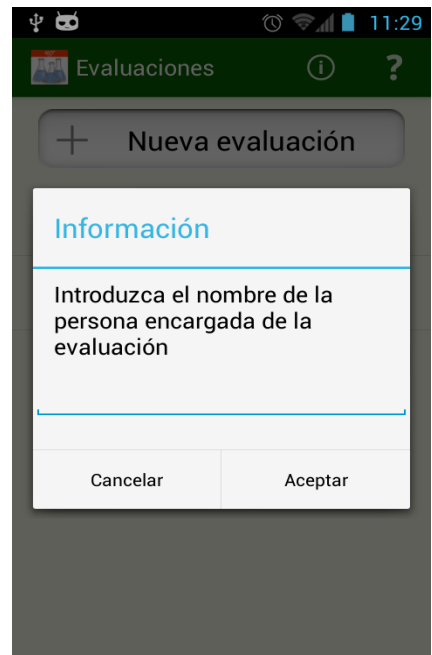 11:29
Evaluaciones
?
+ Nueva evaluación
Información
Introduzca el nombre de la
persona encargada de la
evaluación
Cancelar Aceptar